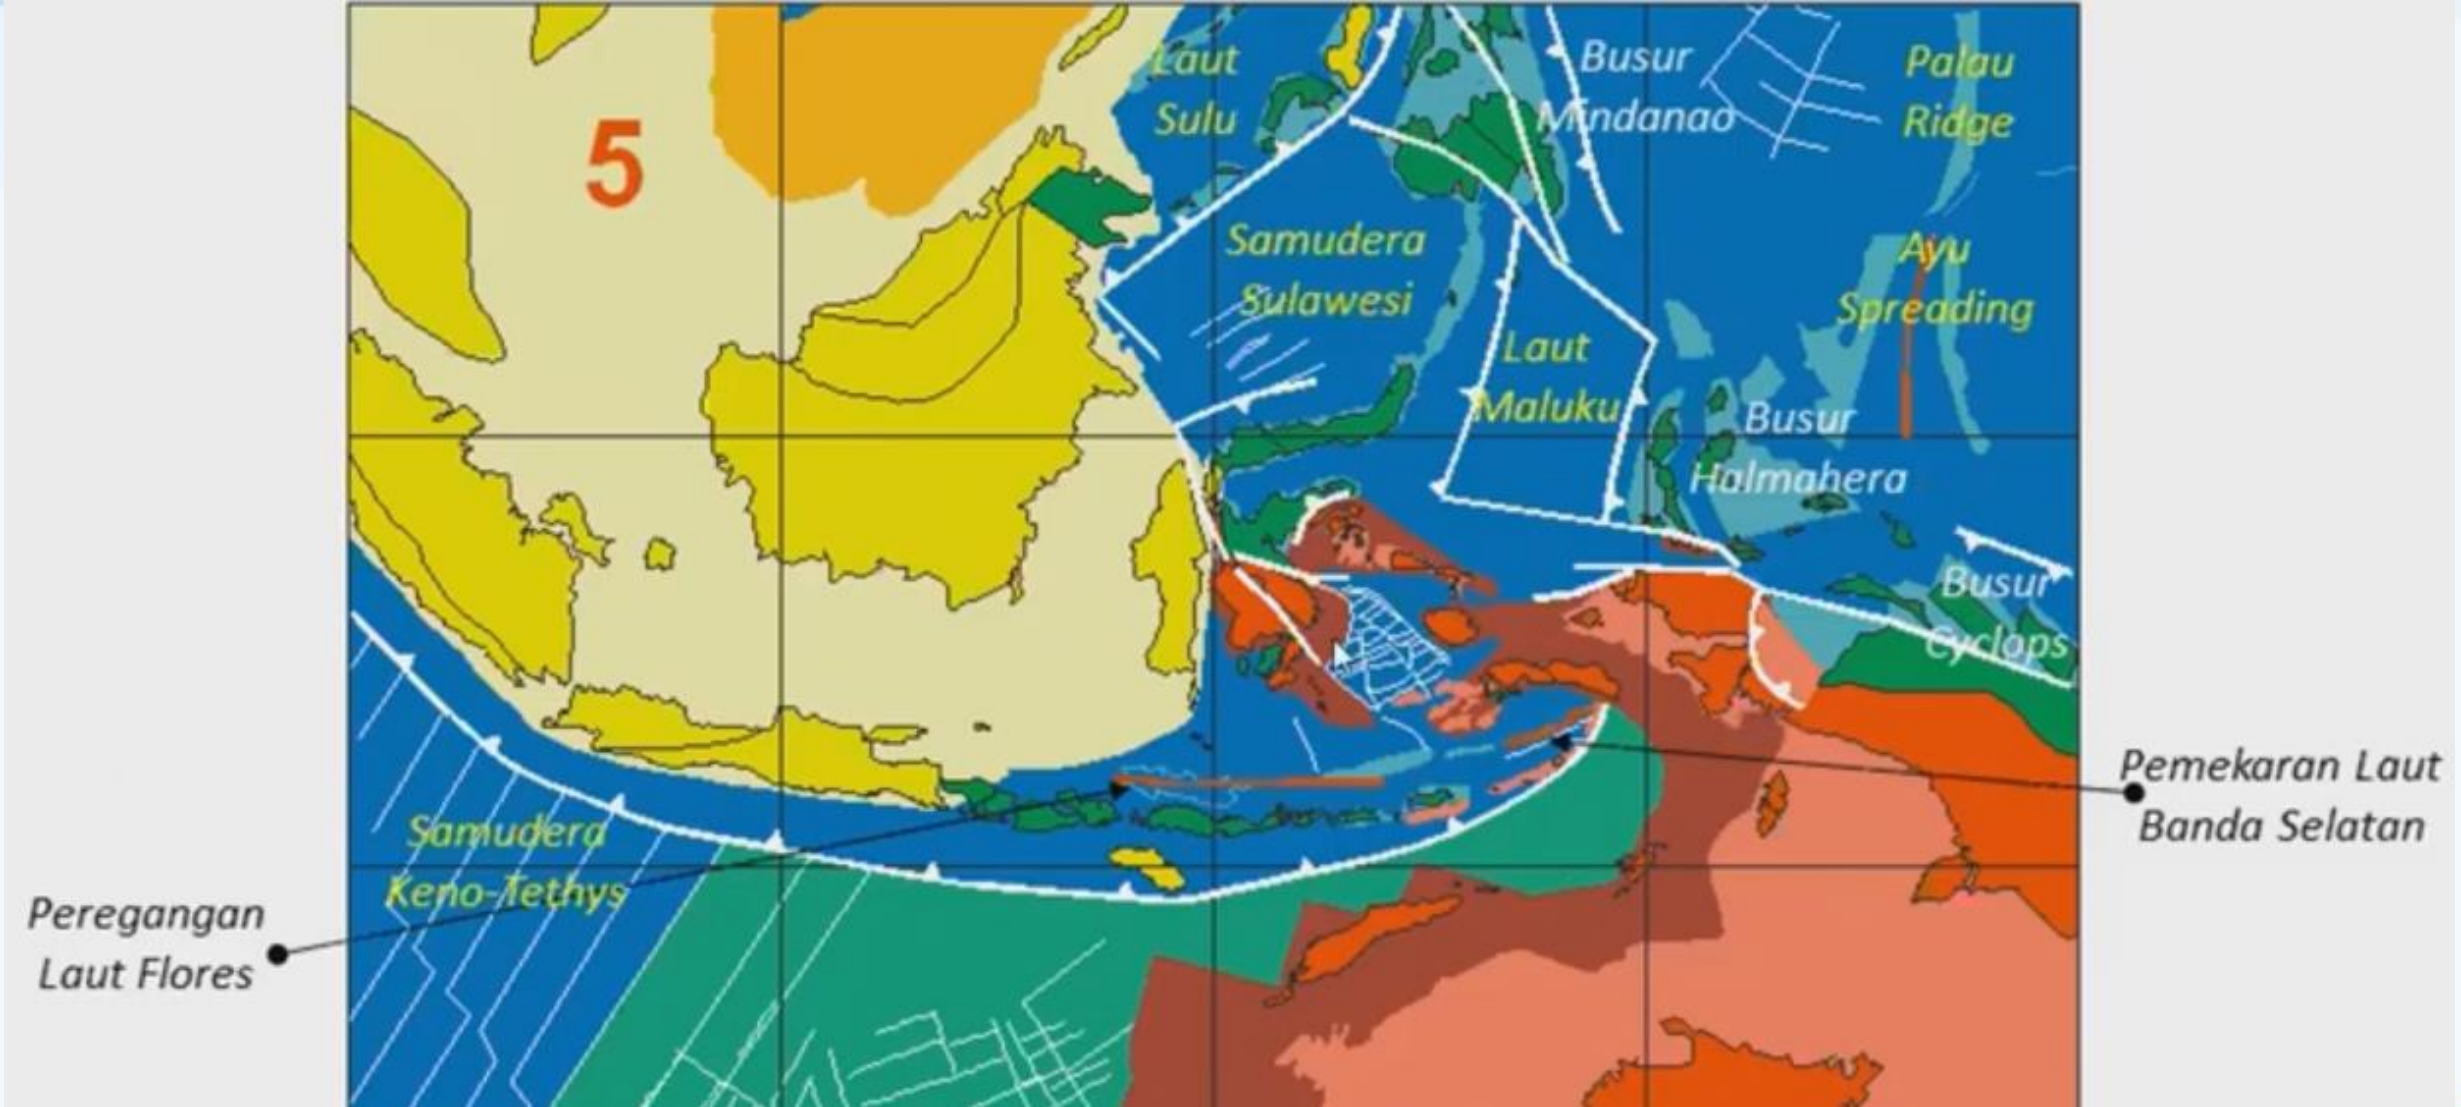 5
Laut
Sulu
Busur
Mindanao
Palau
Ridge
Samudera
Sulawesi
Ayu
Spreading
Laut
Maluku
Busur
Halmahera
Busur
Cyclops
Pemekaran Laut
Banda Selatan
Samudera
Keno-Tethys
Peregangan
Laut Flores